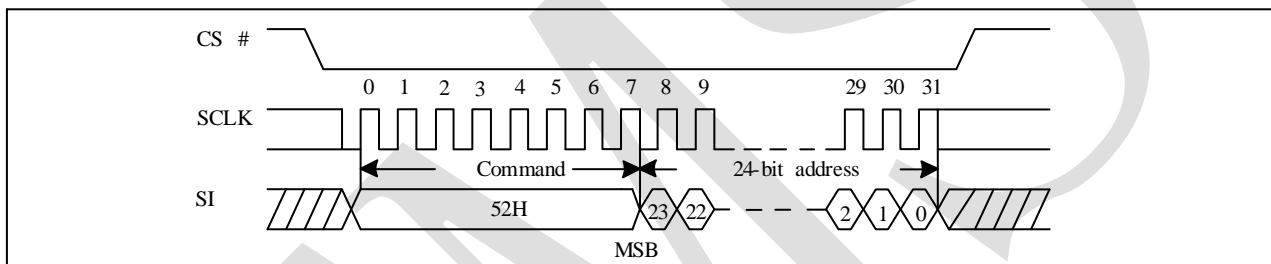 CS #
0 1 2 3 4 5 6 7 8 9 29 30 31
SCLK
Command 24-bit address
SI 52H 23 22 2 1 0
MSB